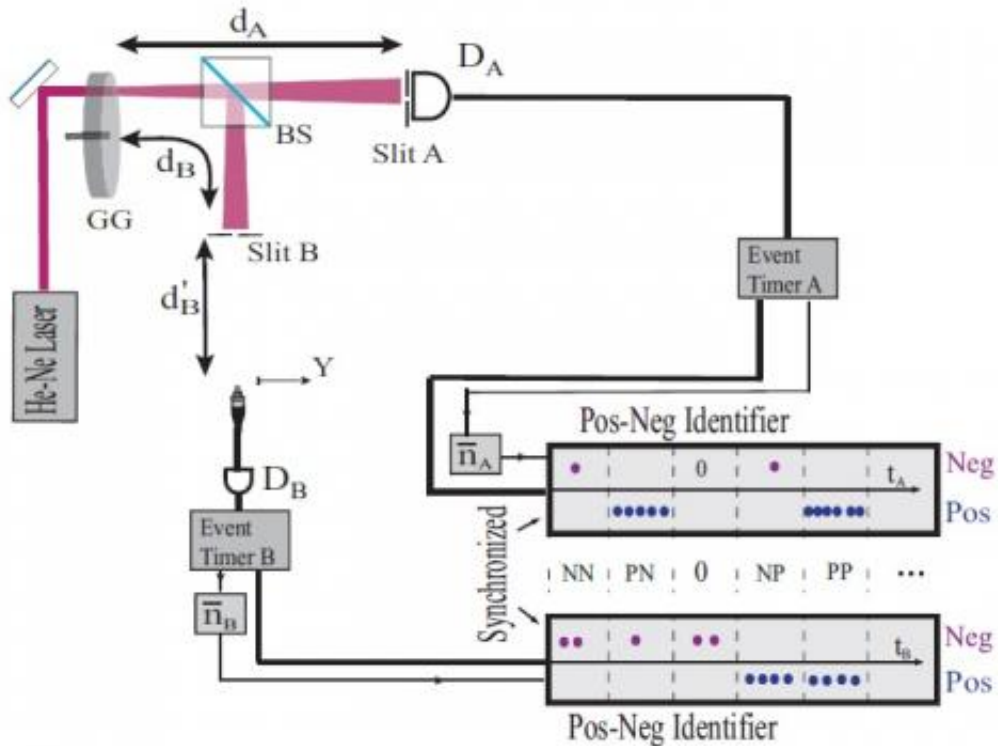 d_A
D_A
BS
Slit A
d_B
GG
Slit B
d'_B
He-Ne Laser
Event
Timer A
Y
Pos-Neg Identifier
n̅_A
0
t_A
Neg
Pos
D_B
Event
Timer B
Synchronized
NN PN 0 NP PP ...
n̅_B
t_B
Neg
Pos
Pos-Neg Identifier